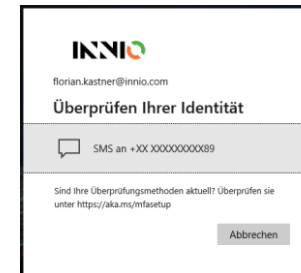 INNIO
florian.kastner@innio.com
Überprüfen Ihrer Identität
SMS an +XX XXXXXXXXX89
Sind Ihre Überprüfungsmethoden aktuell? Überprüfen sie
unter https://aka.ms/mfasetup
Abbrechen